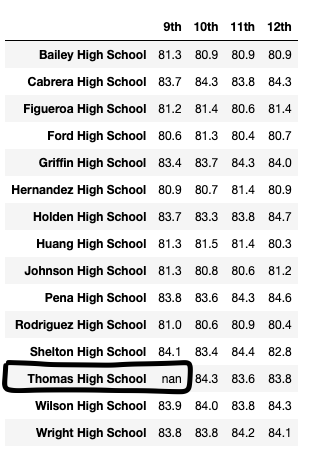 9th 10th 11th 12th
Bailey High School 81.3 80.9 80.9 80.9
Cabrera High School 83.7 84.3 83.8 84.3
Figueroa High School 81.2 81.4 80.6 81.4
Ford High School 80.6 81.3 80.4 80.7
Griffin High School 83.4 83.7 84.3 84.0
Hernandez High School 80.9 80.7 81.4 80.9
Holden High School 83.7 83.3 83.8 84.7
Huang High School 81.3 81.5 81.4 80.3
Johnson High School 81.3 80.8 80.6 81.2
Pena High School 83.8 83.6 84.3 84.6
Rodriguez High School 81.0 80.6 80.9 80.4
Shelton High School 84.1 83.4 84.4 82.8
Thomas High School nan 84.3 83.6 83.8
Wilson High School 83.9 84.0 83.8 84.3
Wright High School 83.8 83.8 84.2 84.1